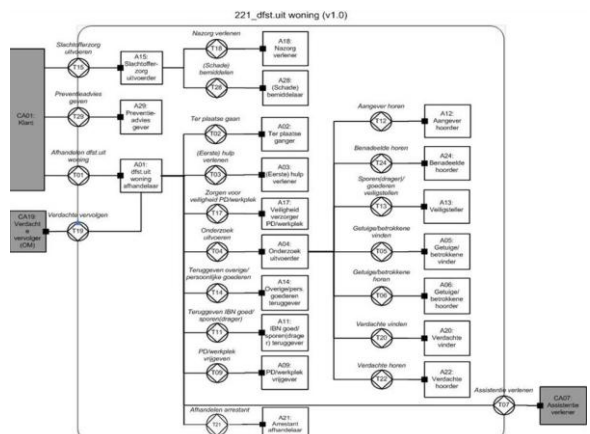 221_dfst.uit woning (v1.0)
CA01:
Klant
CA19:
Verdacht
e
vervolger
(OM)
Slachtofferzorg
uitvoeren
T15
A15:
Slachtoffer-
zorg
uitvoerder
Preventieadvies
geven
T29
A29
Preventie-
advies
gever
Afhandelen dfst.uit
woning
T01
A01:
dfst.uit
woning
afhandelaar
Verdachte vervolgen
T19
Nazorg verlenen
T18
A18:
Nazorg
verlener
(Schade)
bemiddelen
T28
A28:
(Schade)
bemiddelaar
Ter plaatse gaan
T02
A02:
Ter plaatse
ganger
(Eerste) hulp
verlenen
T03
A03:
(Eerste) hulp
verlener
Zorgen voor
veiligheid PD/werkplek
T17
A17:
Veiligheid
verzorger
PD/werkplek
Onderzoek
uitvoeren
T04
A04:
Onderzoek
uitvoerder
Teruggeven overige/
persoonlijke goederen
T14
A14:
Overige/pers.
goederen
teruggever
Teruggeven IBN goed/
sporen(drager)
T11
A11:
IBN goed/
sporen(drage
r) teruggever
PD/werkplek
vrijgeven
T09
A09:
PD/werkplek
vrijgever
Afhandelen arrestant
T21
A21:
Arrestant
afhandelaar
Aangever horen
T12
A12:
Aangever
hoorder
Benadeelde horen
T24
A24:
Benadeelde
hoorder
Sporen(drager)/
goederen
veiligstellen
T13
A13:
Veiligsteller
Getuige/betrokkene
vinden
T05
A05:
Getuige/
betrokkene
vinder
Getuige/betrokkene
horen
T06
A06:
Getuige/
betrokkene
hoorder
Verdachte vinden
T20
A20:
Verdachte
vinder
Verdachte horen
T22
A22:
Verdachte
hoorder
Assistentie verlenen
T07
CA07
Assistentie
verlener